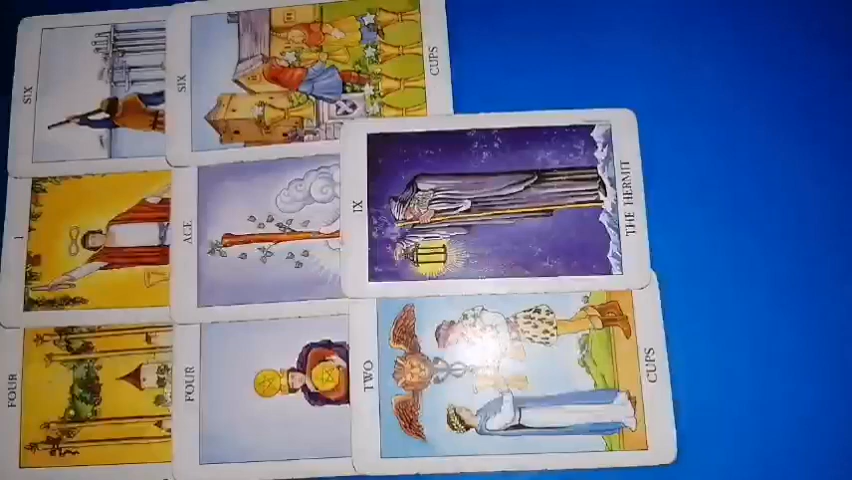 SIX
SIX
CUPS
I
ACE
IX
THE HERMIT
FOUR
FOUR
TWO
CUPS